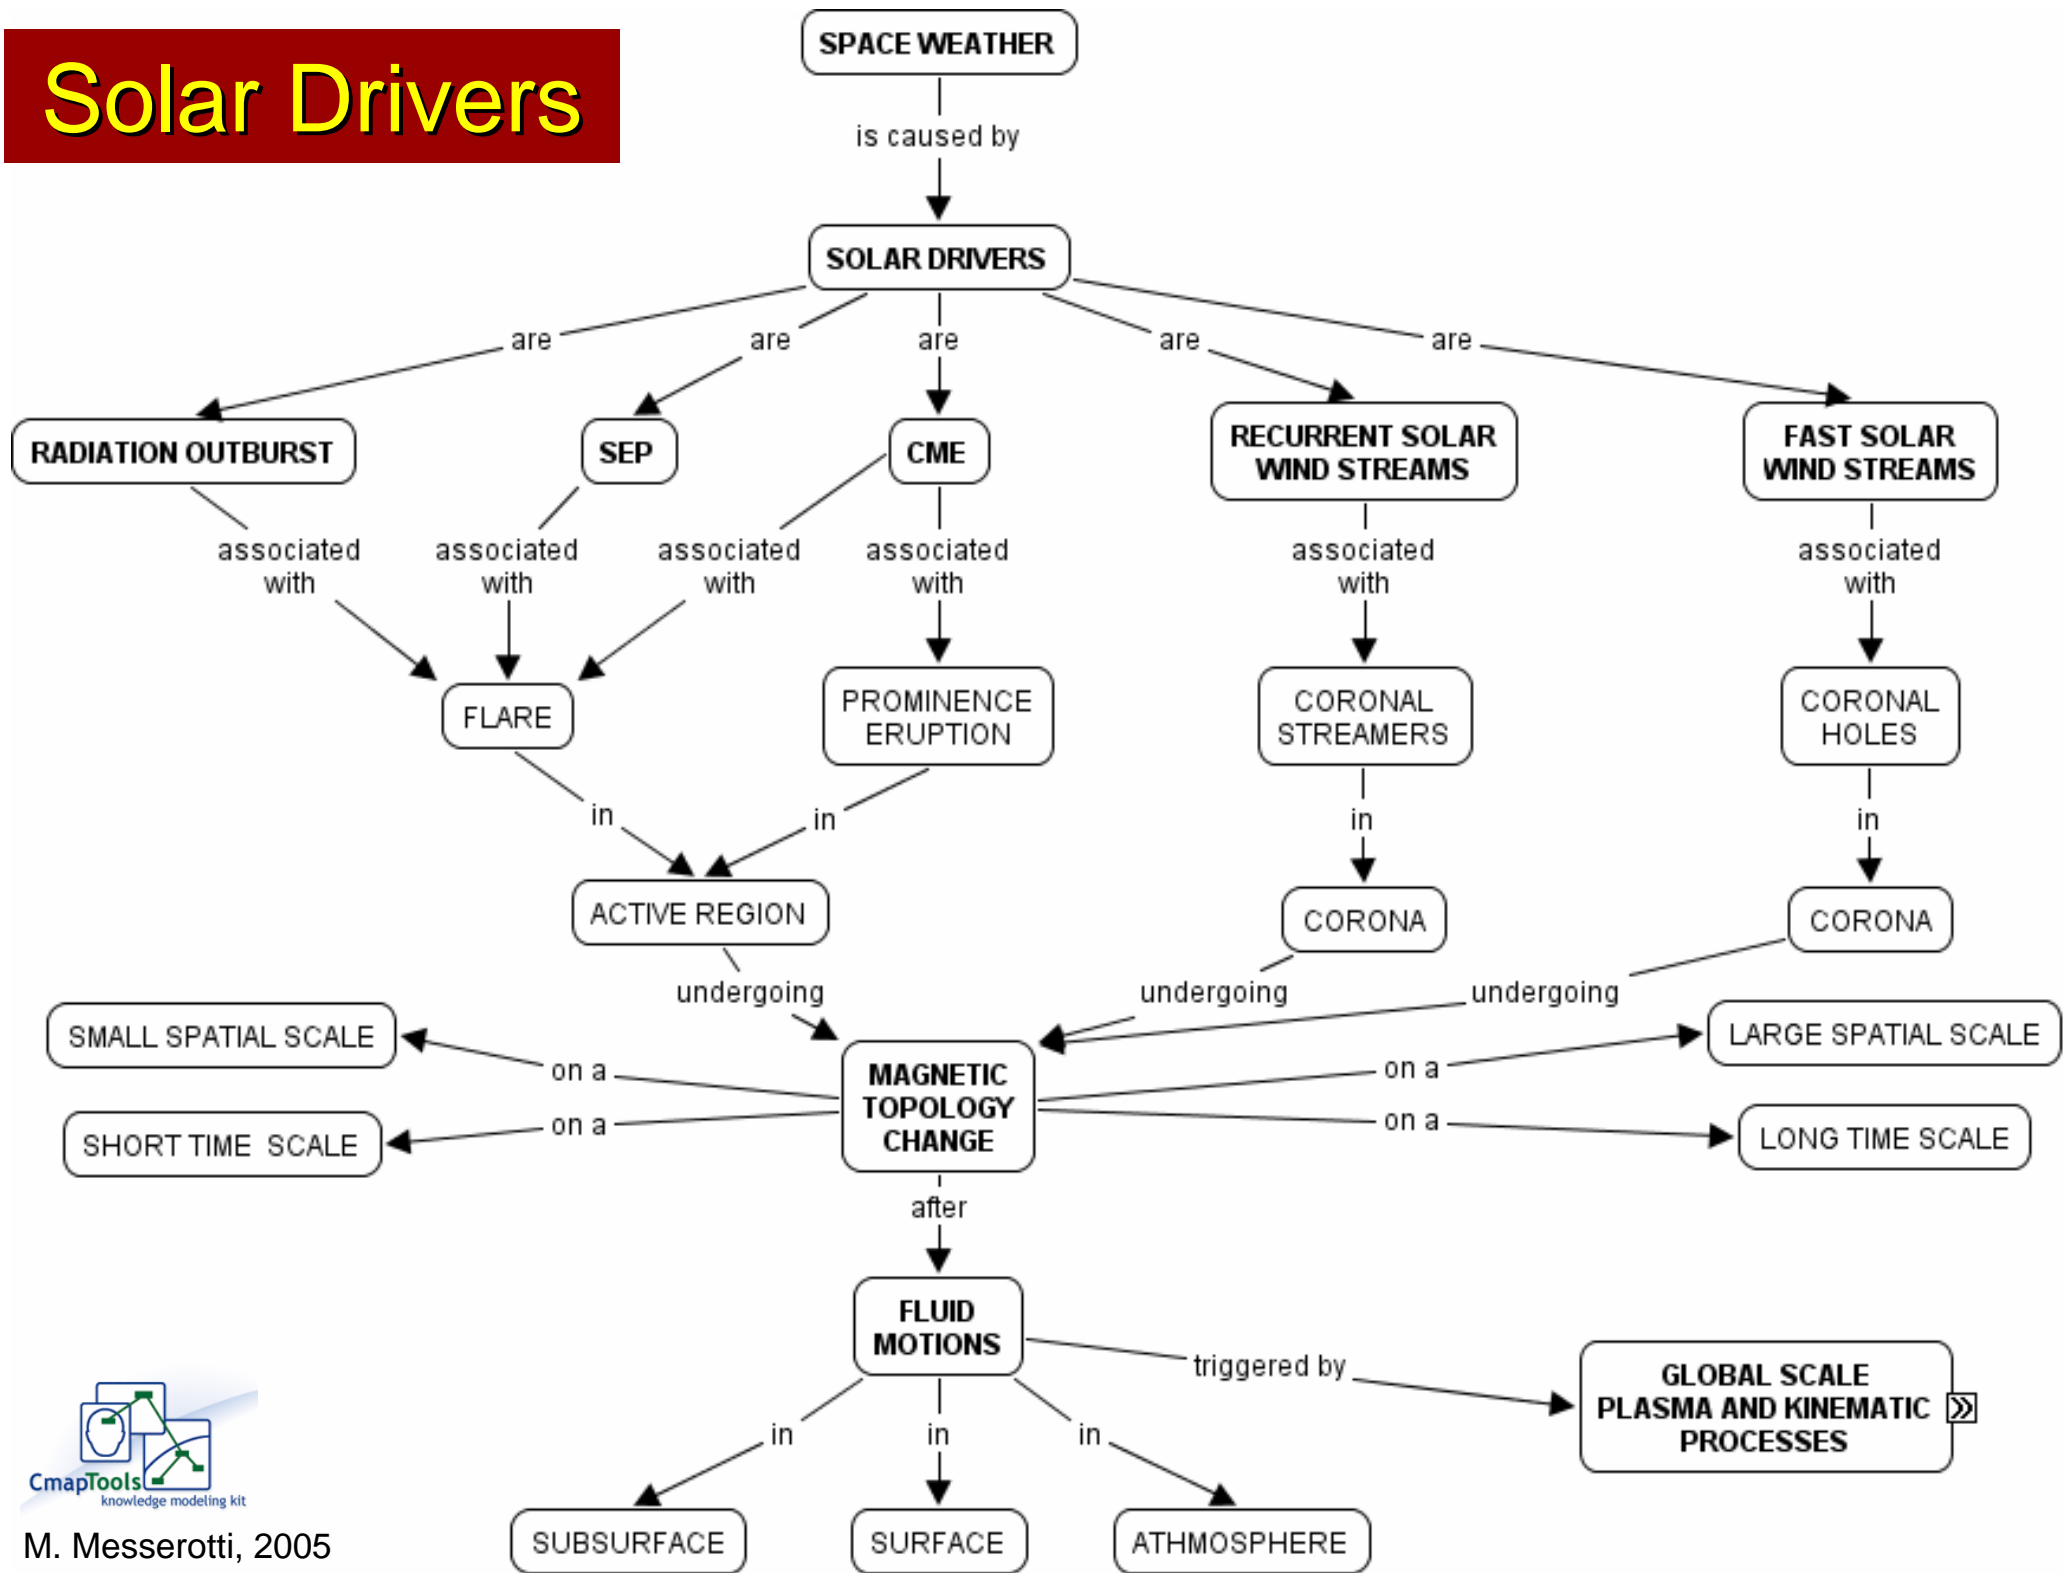 Solar Drivers
SPACE WEATHER
is caused by
SOLAR DRIVERS
are are are are are
RADIATION OUTBURST
SEP
CME
RECURRENT SOLAR
WIND STREAMS
FAST SOLAR
WIND STREAMS
associated
with
associated
with
associated
with
associated
with
associated
with
associated
with
FLARE
PROMINENCE
ERUPTION
CORONAL
STREAMERS
CORONAL
HOLES
in in in in
ACTIVE REGION
CORONA
CORONA
undergoing undergoing undergoing
SMALL SPATIAL SCALE
on a
LARGE SPATIAL SCALE
on a
SHORT TIME SCALE
on a
LONG TIME SCALE
on a
MAGNETIC
TOPOLOGY
CHANGE
after
FLUID
MOTIONS
triggered by
GLOBAL SCALE
PLASMA AND KINEMATIC
PROCESSES
in in in
SUBSURFACE
SURFACE
ATHMOSPHERE
CmapTools
knowledge modeling kit
M. Messerotti, 2005